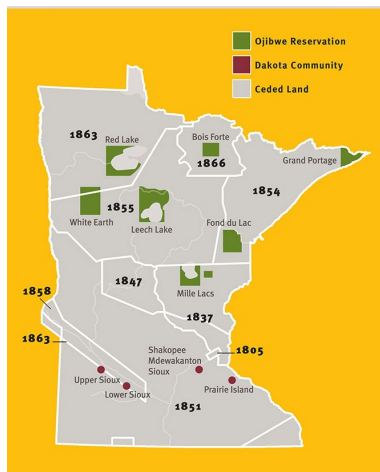 Ojibwe Reservation
Dakota Community
Ceded Land
1863
Red Lake
Bois Forte
1866
Grand Portage
1854
1855
White Earth
Leech Lake
Fond du Lac
1847
Mille Lacs
1858
1837
1863
1805
Shakopee
Mdewakanton
Sioux
Upper Sioux
Lower Sioux
Prairie Island
1851